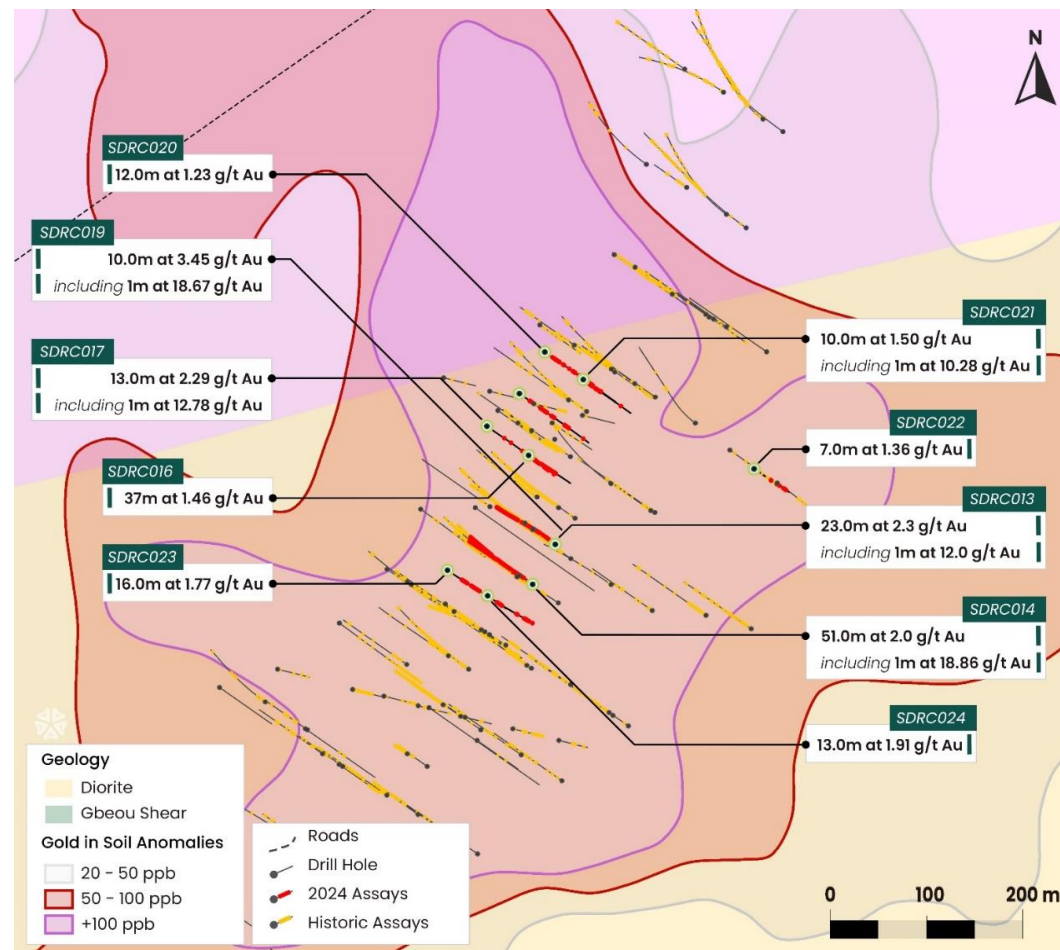 N
SDRC020
12.0m at 1.23 g/t Au
SDRC019
10.0m at 3.45 g/t Au
including 1m at 18.67 g/t Au
SDRC017
13.0m at 2.29 g/t Au
including 1m at 12.78 g/t Au
SDRC016
37m at 1.46 g/t Au
SDRC023
16.0m at 1.77 g/t Au
SDRC021
10.0m at 1.50 g/t Au
including 1m at 10.28 g/t Au
SDRC022
7.0m at 1.36 g/t Au
SDRC013
23.0m at 2.3 g/t Au
including 1m at 12.0 g/t Au
SDRC014
51.0m at 2.0 g/t Au
including 1m at 18.86 g/t Au
SDRC024
13.0m at 1.91 g/t Au
Geology
Diorite
Gbeou Shear
Gold in Soil Anomalies
20 - 50 ppb
50 - 100 ppb
+100 ppb
Roads
Drill Hole
2024 Assays
Historic Assays
0 100 200 m